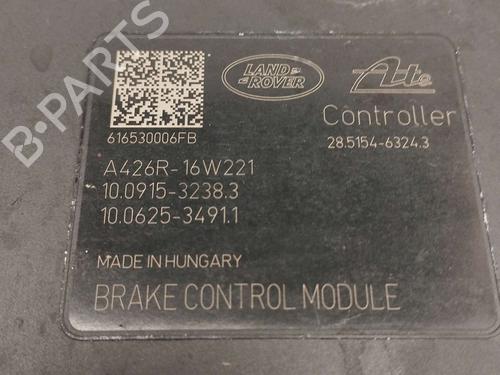 LAND
ROVER
Ate
616530006FB
Controller
28.5154-6324.3
A426R-16W221
10.0915-3238.3
10.0625-3491.1
MADE IN HUNGARY
BRAKE CONTROL MODULE
B-PARTS